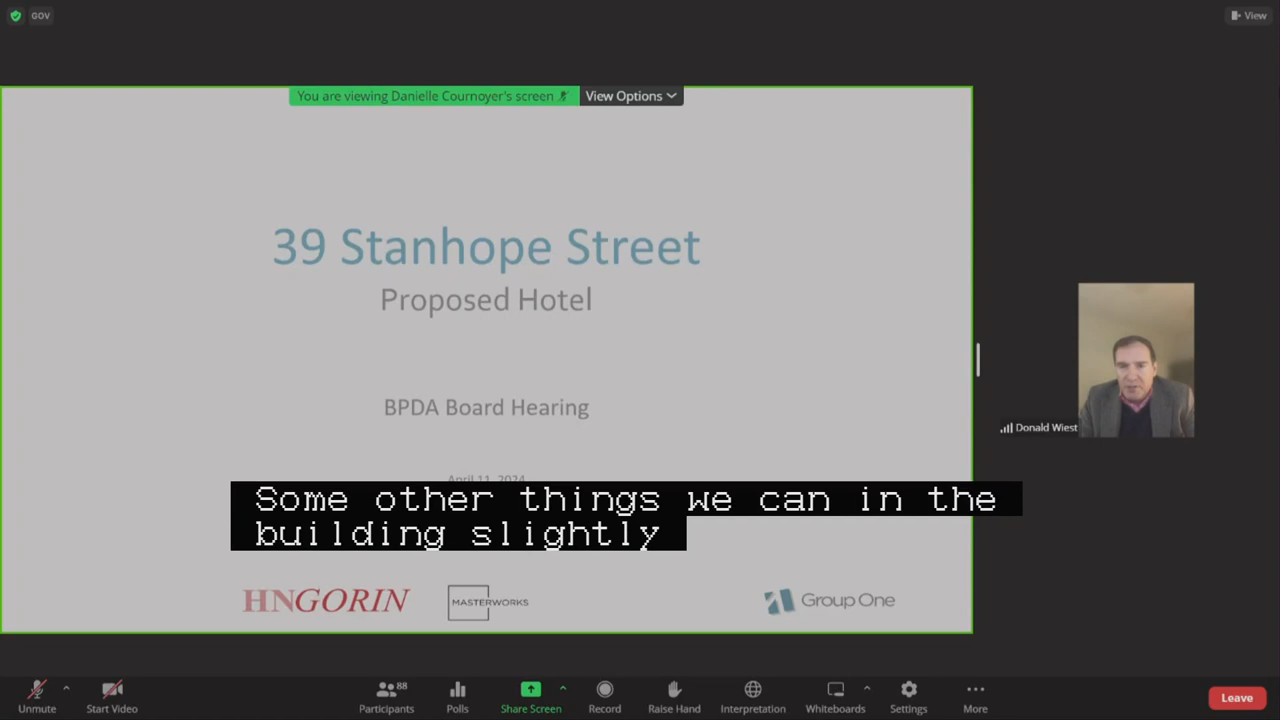 GOV
View
You are viewing Danielle Cournoyer's screen
View Options
39 Stanhope Street
Proposed Hotel
BPDA Board Hearing
April 11, 2024
Donald Wiest
Some other things we can in the
building slightly
HNGORIN
MASTERWORKS
Group One
88
Unmute
Start Video
Participants
Polls
Share Screen
Record
Raise Hand
Interpretation
Whiteboards
Settings
More
Leave